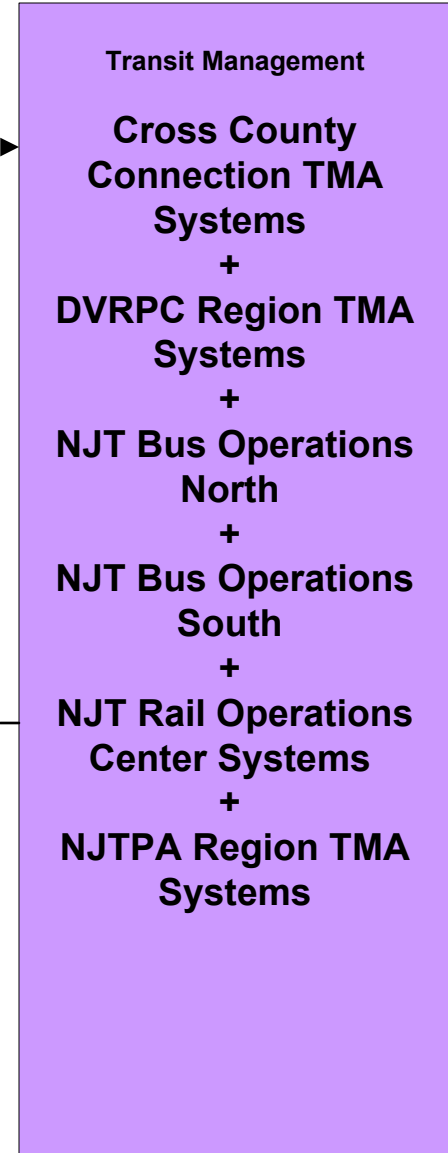 Transit Management
Cross County
Connection TMA
Systems
+
DVRPC Region TMA
Systems
+
NJT Bus Operations
North
+
NJT Bus Operations
South
+
NJT Rail Operations
Center Systems
+
NJTPA Region TMA
Systems